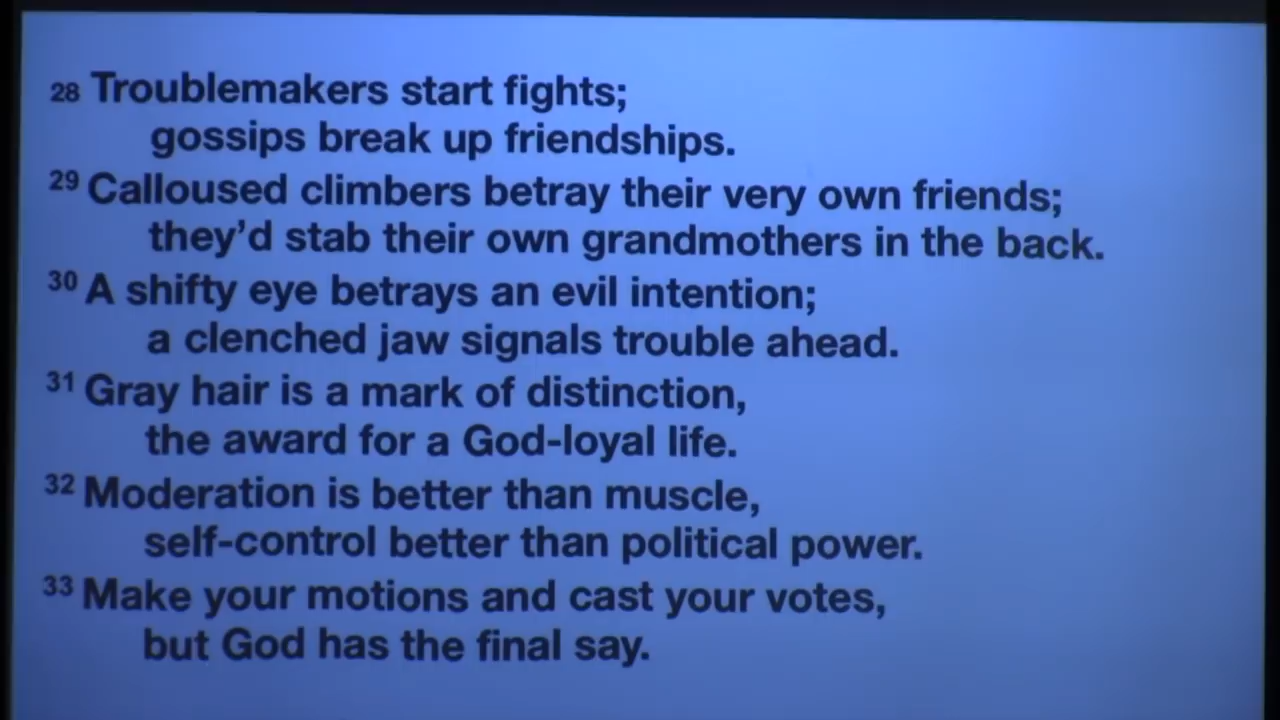 28 Troublemakers start fights;
gossips break up friendships.
29 Calloused climbers betray their very own friends;
they’d stab their own grandmothers in the back.
30 A shifty eye betrays an evil intention;
a clenched jaw signals trouble ahead.
31 Gray hair is a mark of distinction,
the award for a God-loyal life.
32 Moderation is better than muscle,
self-control better than political power.
33 Make your motions and cast your votes,
but God has the final say.